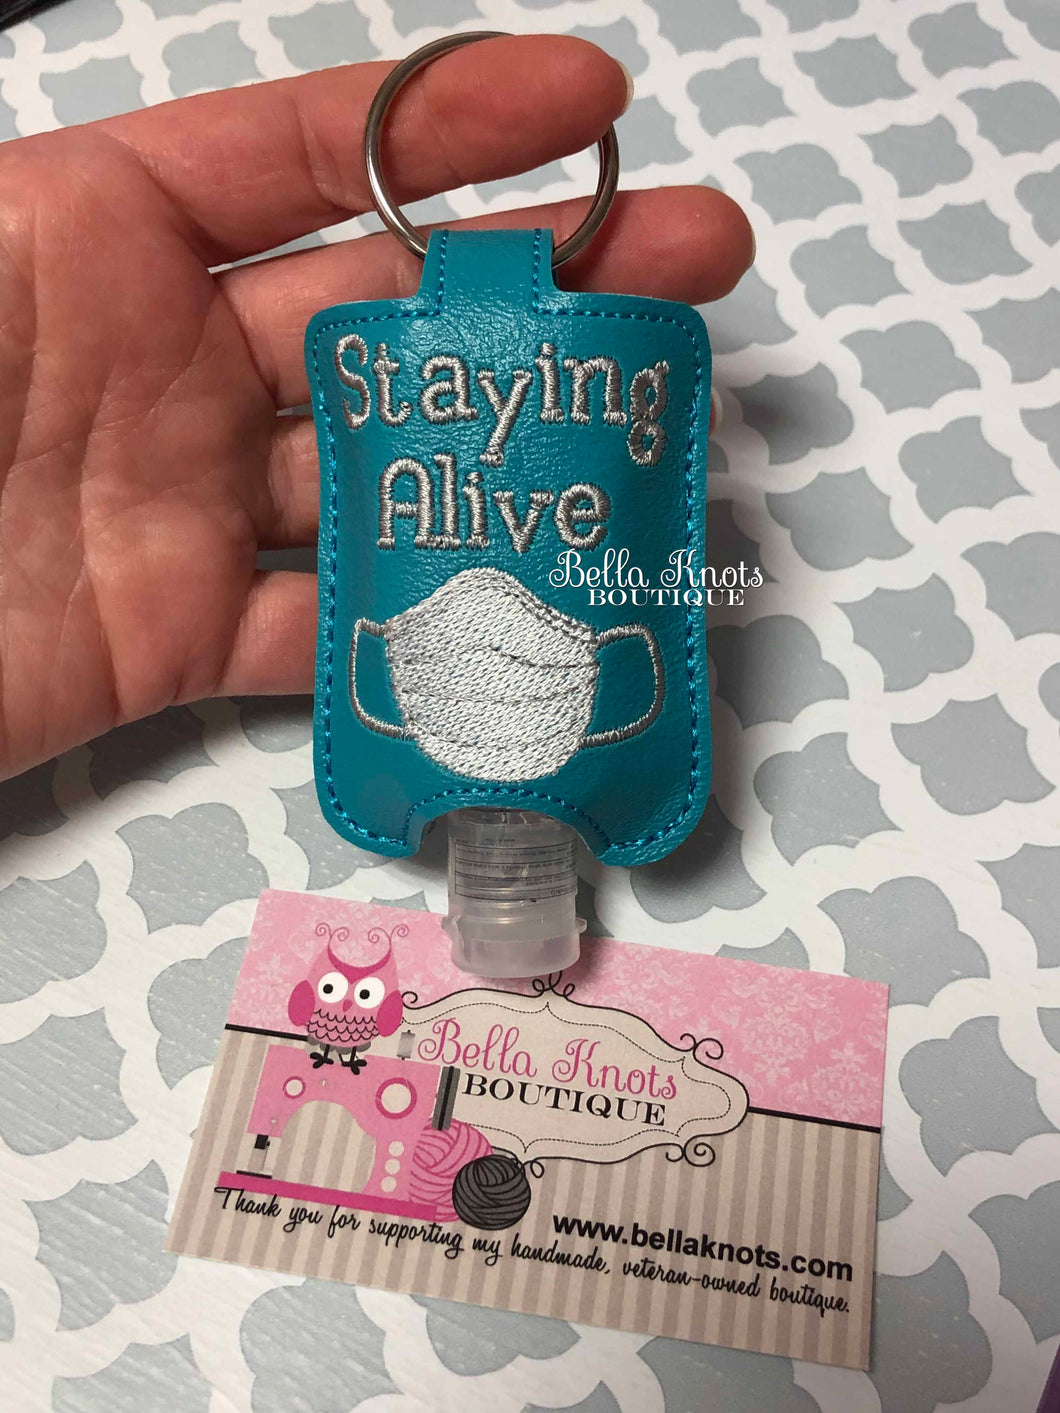 Staying
Alive
Bella Knots
BOUTIQUE
Bella Knots
BOUTIQUE
Thank you for supporting my handmade, veteran-owned boutique.
www.bellaknots.com